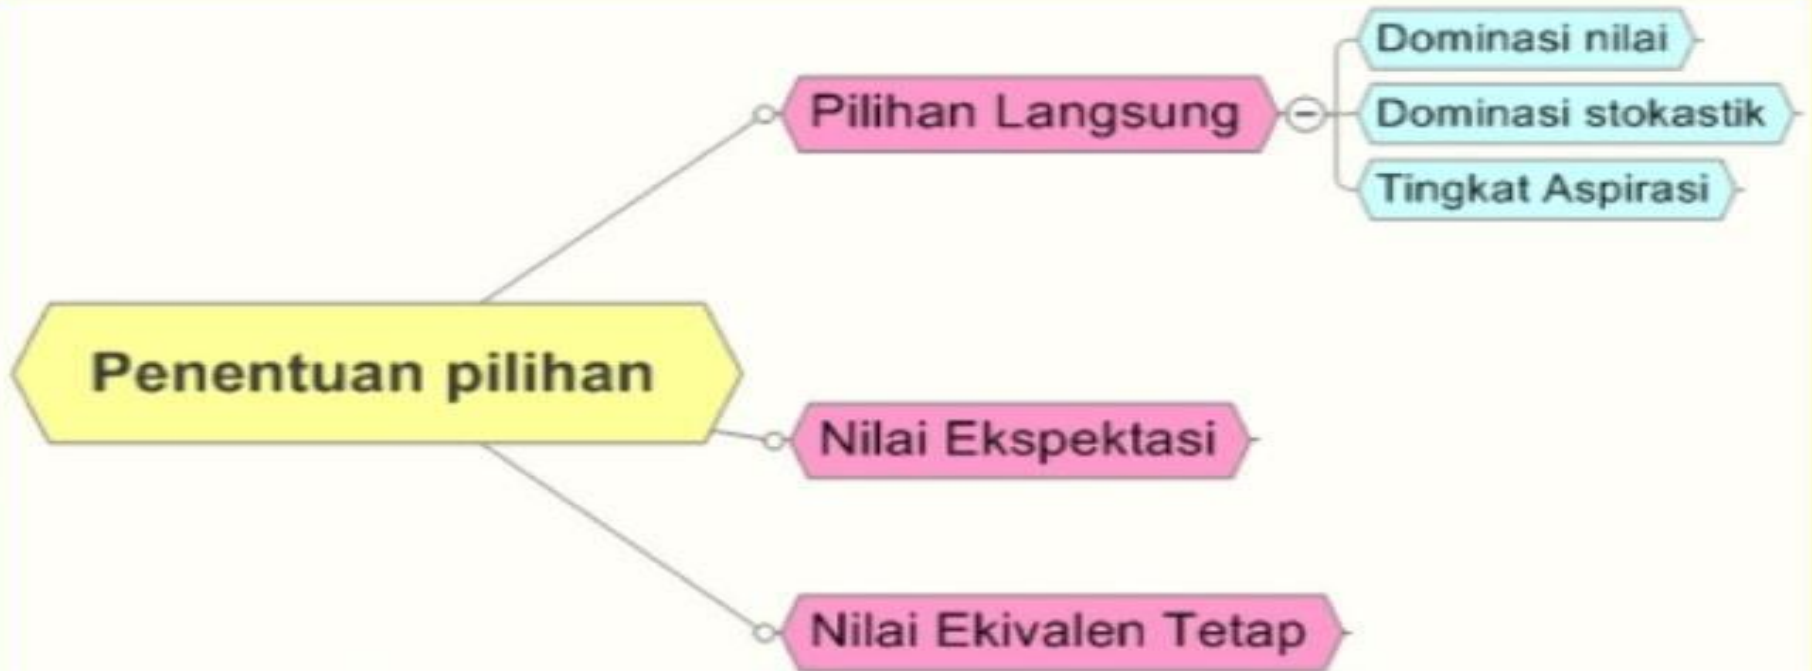 Penentuan pilihan
Pilihan Langsung
Dominasi nilai
Dominasi stokastik
Tingkat Aspirasi
Nilai Ekspektasi
Nilai Ekivalen Tetap